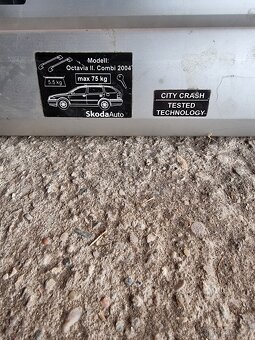 Modell:
Octavia II. Combi 2004
5.5 kg
max 75 kg
SkodaAuto
CITY CRASH
TESTED
TECHNOLOGY